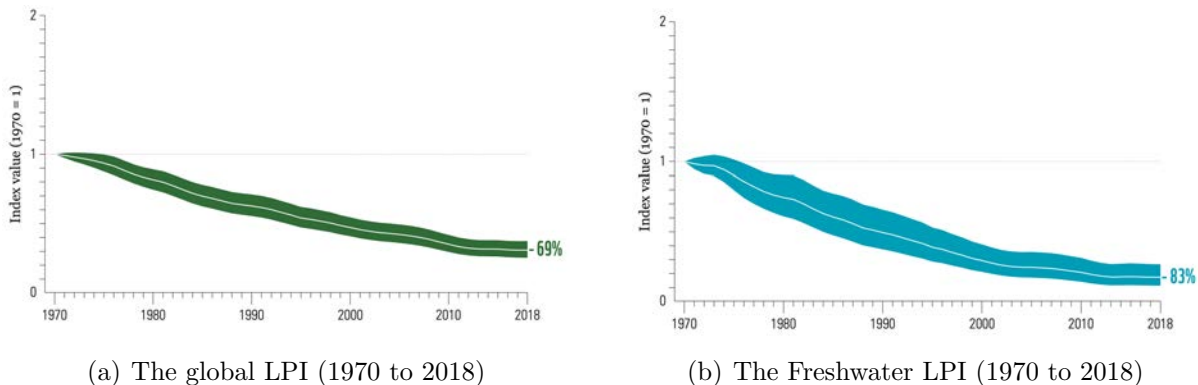 2
Index value (1970 = 1)
1
0
1970 1980 1990 2000 2010 2018
- 69%
(a) The global LPI (1970 to 2018)
2
Index value (1970 = 1)
1
0
1970 1980 1990 2000 2010 2018
- 83%
(b) The Freshwater LPI (1970 to 2018)